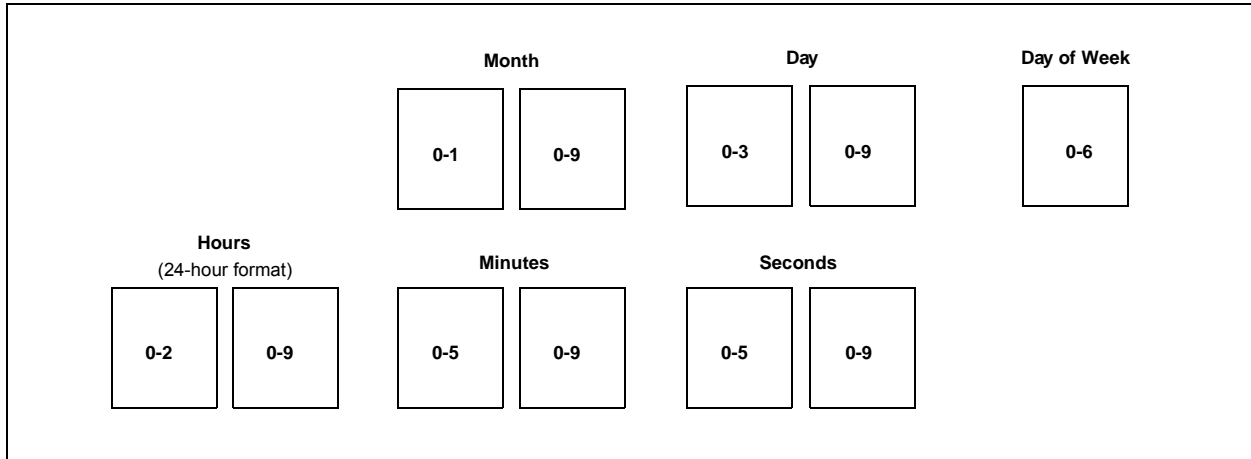 Month Day Day of Week
0-1 0-9 0-3 0-9 0-6
Hours
(24-hour format) Minutes Seconds
0-2 0-9 0-5 0-9 0-5 0-9